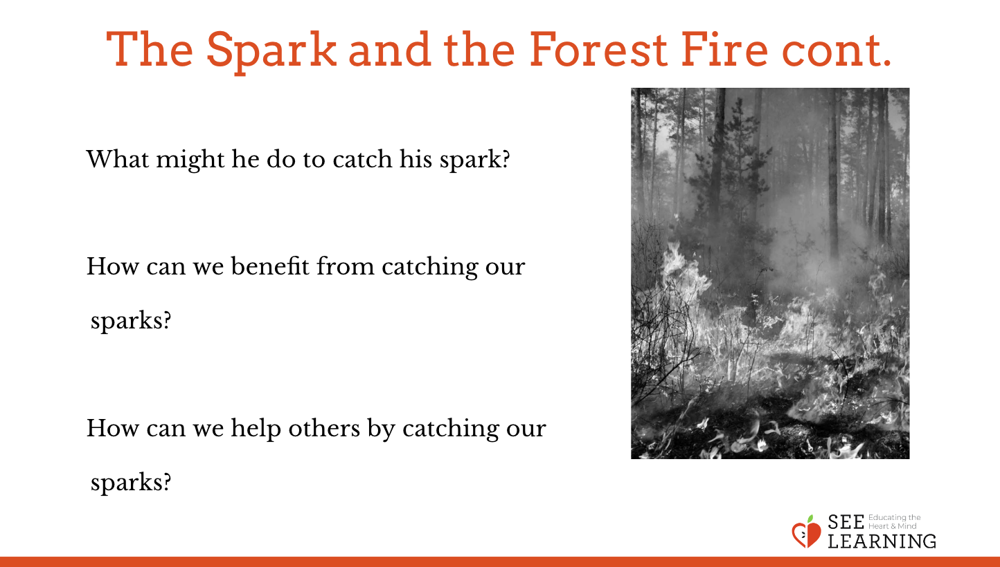 The Spark and the Forest Fire cont.
What might he do to catch his spark?
How can we benefit from catching our
sparks?
How can we help others by catching our
sparks?
SEE Educating the
Heart & Mind
LEARNING